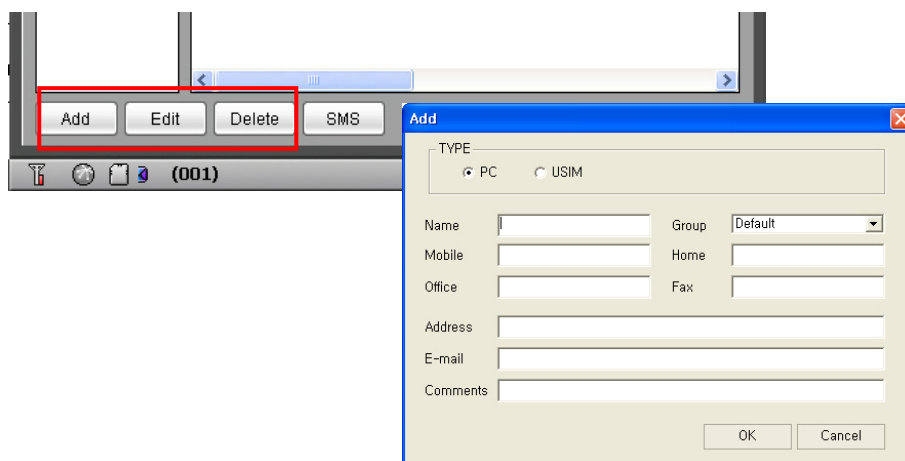 Add Edit Delete SMS
(001)
Add
TYPE
PC USIM
Name Group Default
Mobile Home
Office Fax
Address
E-mail
Comments
OK Cancel